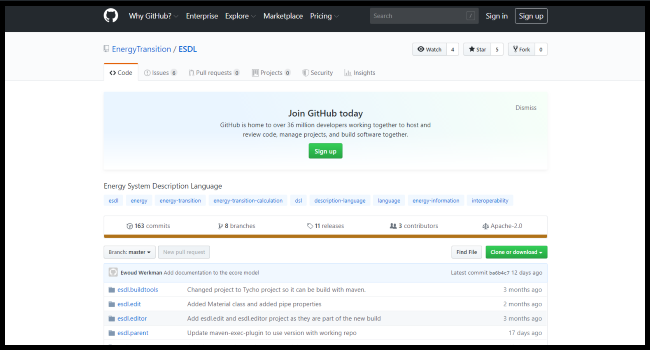 Why GitHub? Enterprise Explore Marketplace Pricing Search / Sign in Sign up
EnergyTransition / ESDL Watch 4 Star 5 Fork 0
Code Issues 6 Pull requests 0 Projects 0 Security Insights
Dismiss
Join GitHub today
GitHub is home to over 36 million developers working together to host and
review code, manage projects, and build software together.
Sign up
Energy System Description Language
esdl energy energy-transition energy-transition-calculation dsl description-language language energy-information interoperability
163 commits 8 branches 11 releases 3 contributors Apache-2.0
Branch: master New pull request Find File Clone or download
Ewoud Werkman Add documentation to the ecore model Latest commit ba6b4c7 12 days ago
esdl.buildtools Changed project to Tycho project so it can be build with maven. 3 months ago
esdl.edit Added Material class and added pipe properties 2 months ago
esdl.editor Add esdl.edit and esdl.editor project as they are part of the new build 3 months ago
esdl.parent Update maven-exec-plugin to use version with working repo 17 days ago